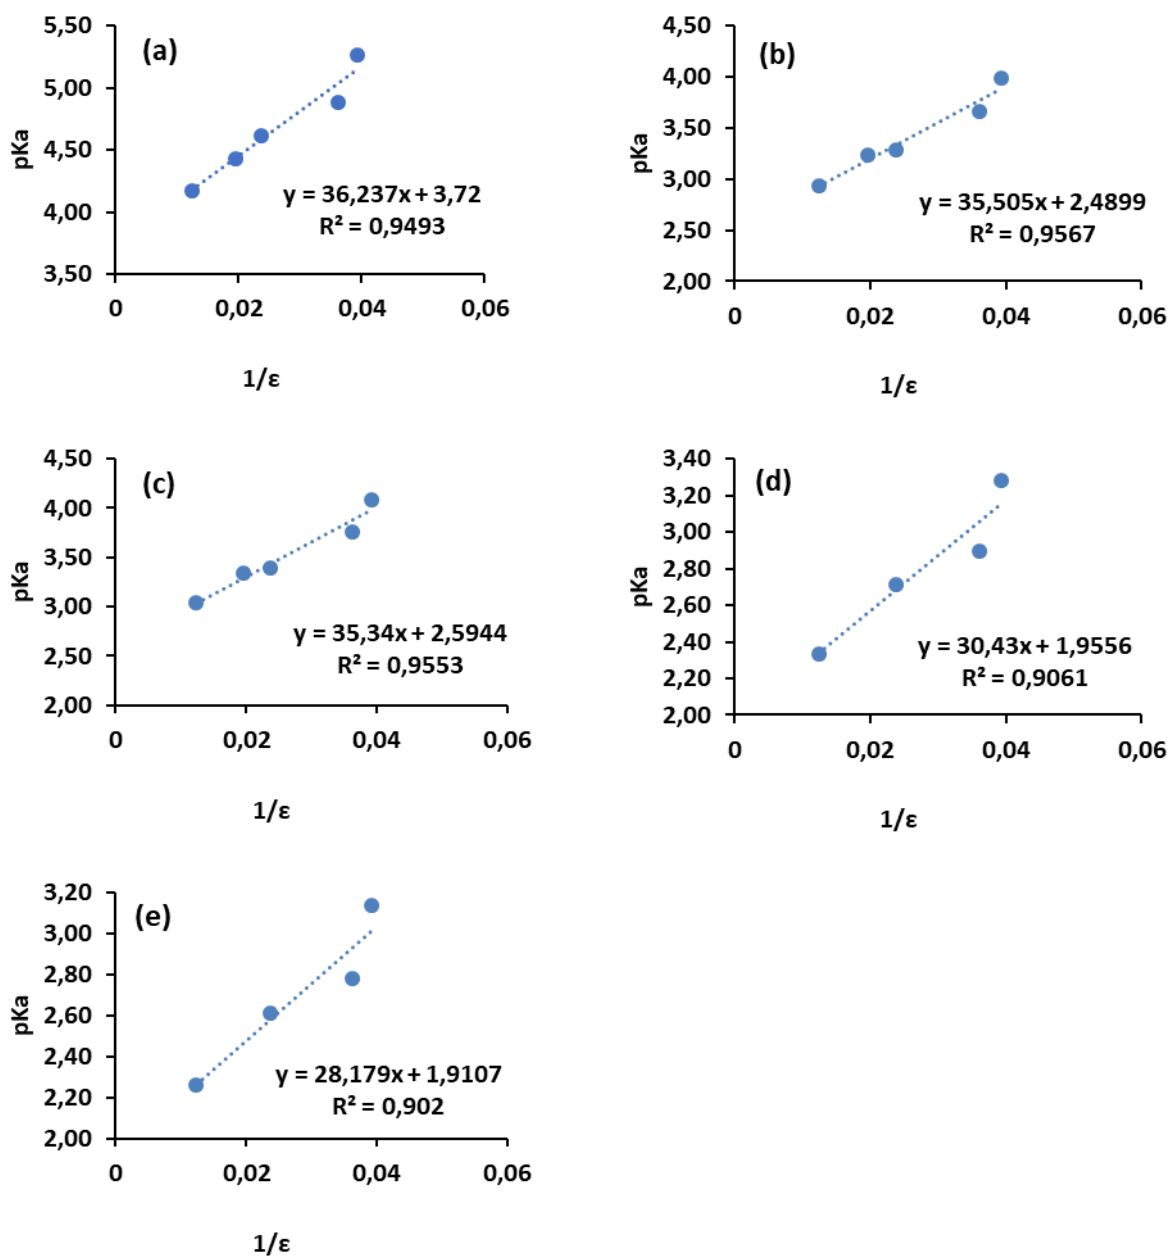 (a)
5,50
5,00
4,50
4,00
3,50
pKa
y = 36,237x + 3,72
R² = 0,9493
0 0,02 0,04 0,06
1/ε
(b)
4,50
4,00
3,50
3,00
2,50
2,00
pKa
y = 35,505x + 2,4899
R² = 0,9567
0 0,02 0,04 0,06
1/ε
(c)
4,50
4,00
3,50
3,00
2,50
2,00
pKa
y = 35,34x + 2,5944
R² = 0,9553
0 0,02 0,04 0,06
1/ε
(d)
3,40
3,20
3,00
2,80
2,60
2,40
2,20
2,00
pKa
y = 30,43x + 1,9556
R² = 0,9061
0 0,02 0,04 0,06
1/ε
(e)
3,20
3,00
2,80
2,60
2,40
2,20
2,00
pKa
y = 28,179x + 1,9107
R² = 0,902
0 0,02 0,04 0,06
1/ε